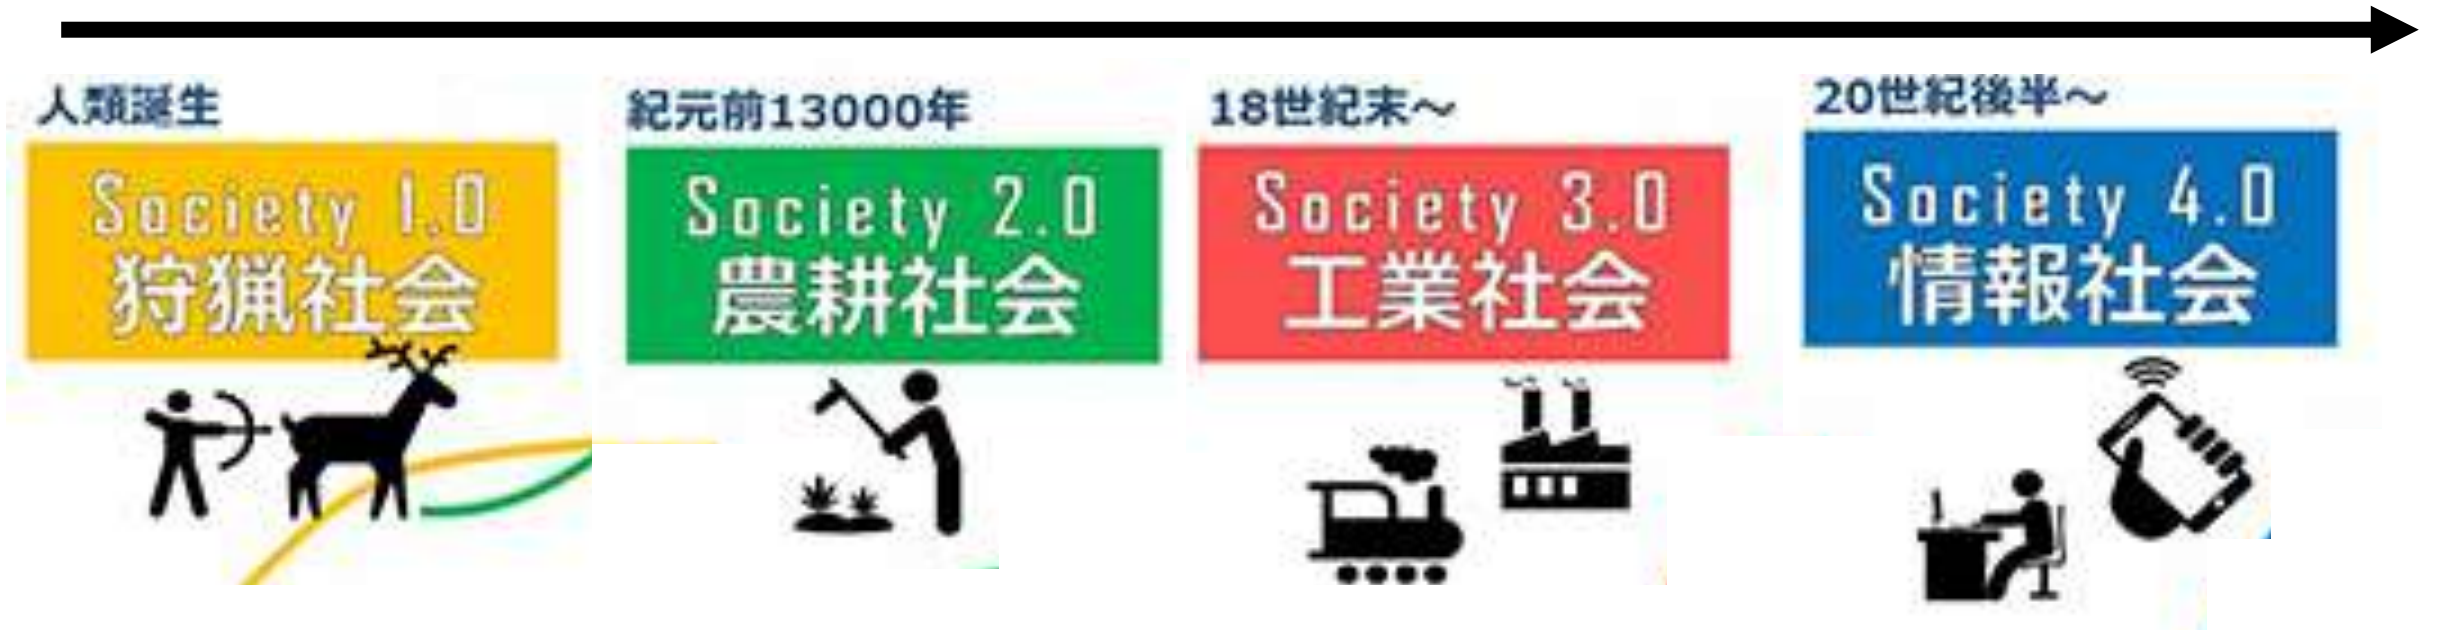 人類誕生
Society 1.0
狩猟社会
紀元前13000年
Society 2.0
農耕社会
18世紀末～
Society 3.0
工業社会
20世紀後半～
Society 4.0
情報社会